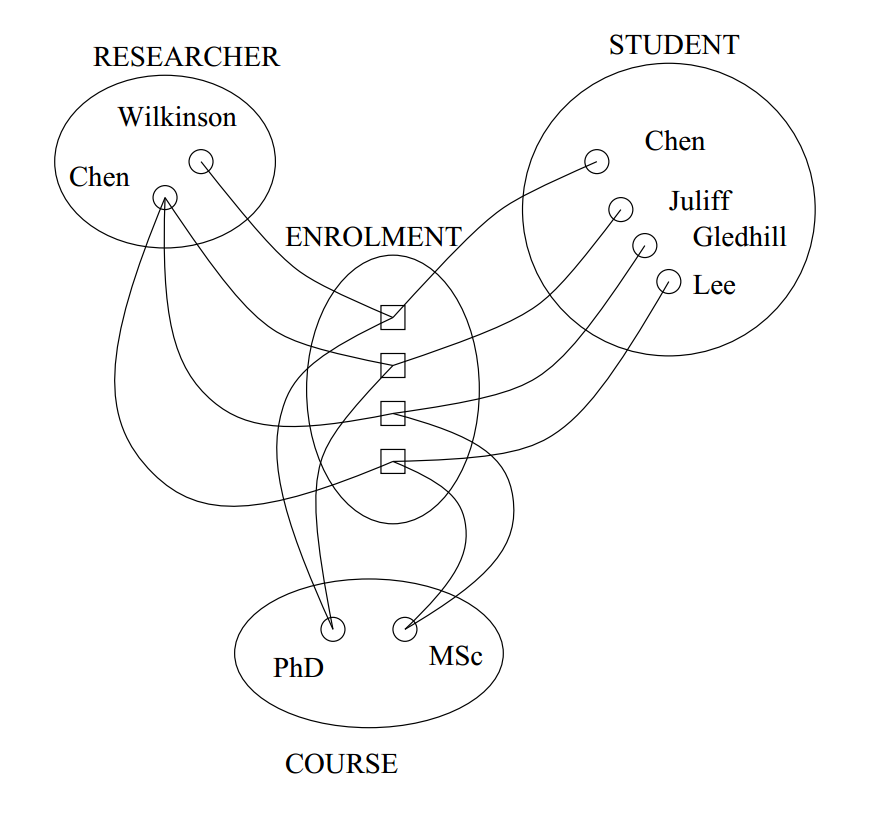 RESEARCHER
Wilkinson
Chen
STUDENT
Chen
Juliff
Gledhill
Lee
ENROLMENT
PhD
MSc
COURSE